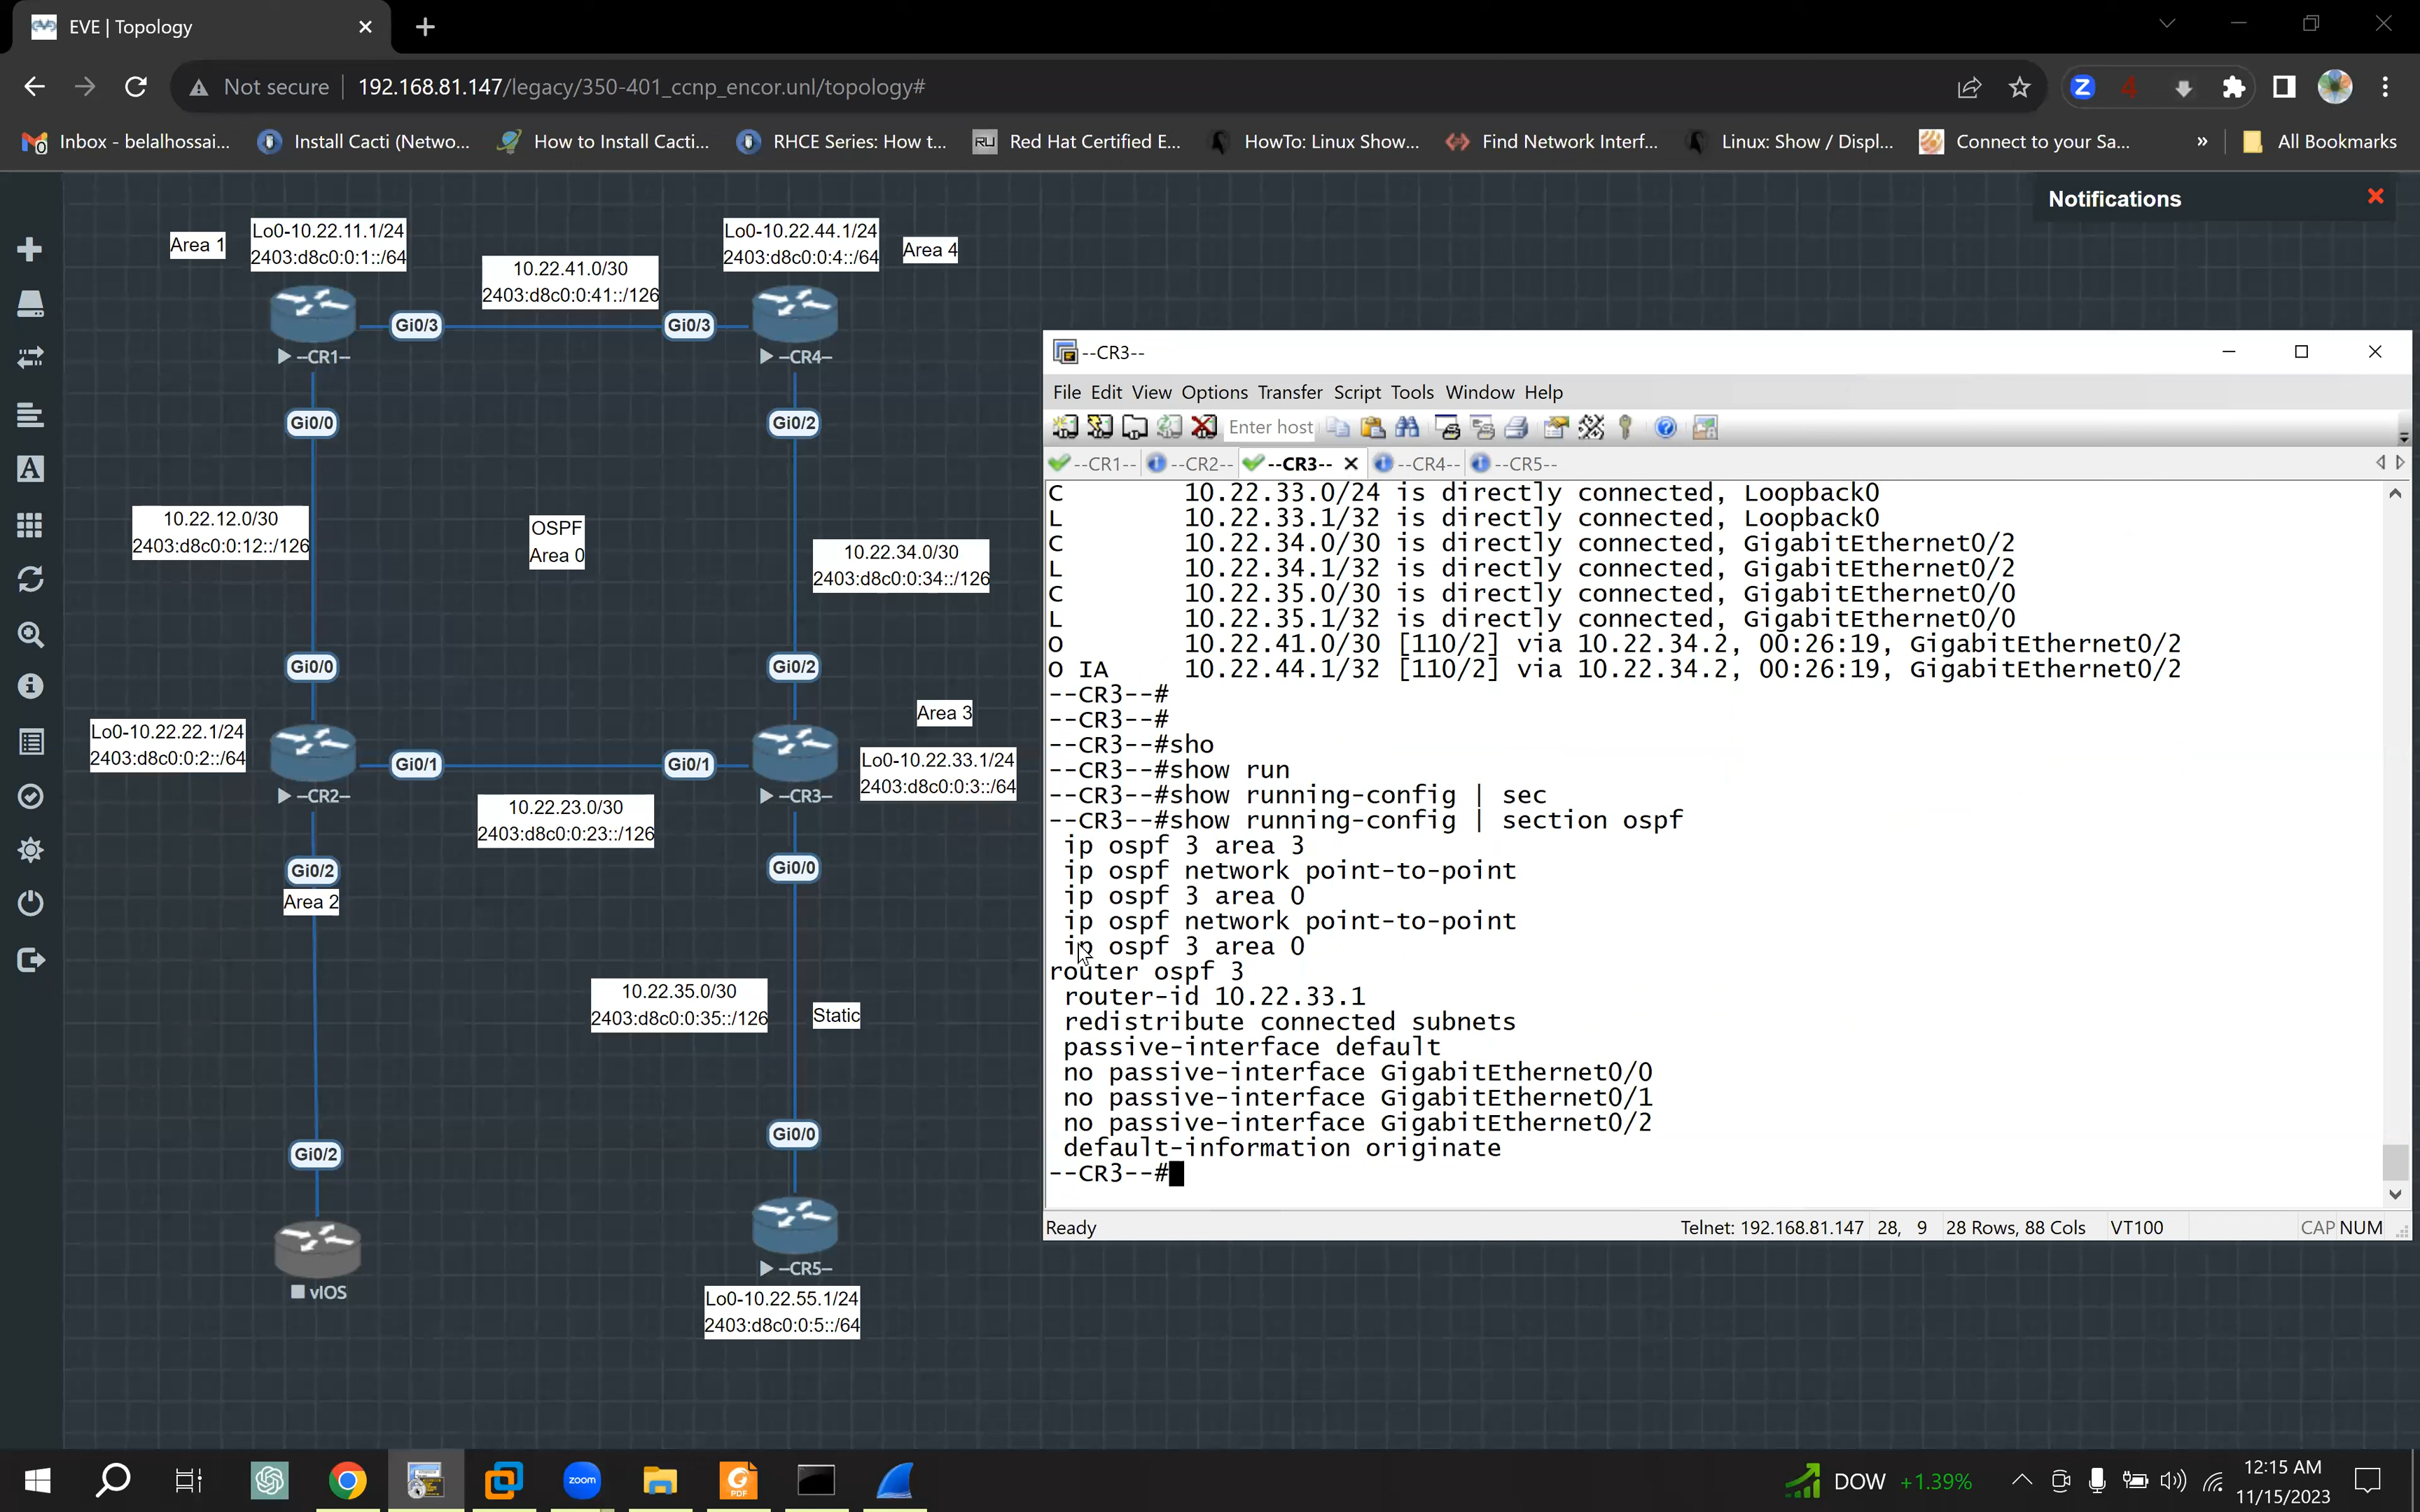 EVE | Topology
Not secure
192.168.81.147/legacy/350-401_ccnp_encor.unl/topology#
Inbox - belalhossai...
Install Cacti (Netwo...
How to Install Cacti...
RHCE Series: How t...
RU
Red Hat Certified E...
HowTo: Linux Show...
Find Network Interf...
Linux: Show / Displ...
Connect to your Sa...
»
All Bookmarks
Notifications
Area 1
Lo0-10.22.11.1/24
2403:d8c0:0:1::/64
10.22.41.0/30
2403:d8c0:0:41::/126
Lo0-10.22.44.1/24
2403:d8c0:0:4::/64
Area 4
Gi0/3
Gi0/3
--CR1--
--CR4--
Gi0/0
Gi0/2
10.22.12.0/30
2403:d8c0:0:12::/126
OSPF
Area 0
10.22.34.0/30
2403:d8c0:0:34::/126
Gi0/0
Gi0/2
Area 3
Lo0-10.22.22.1/24
2403:d8c0:0:2::/64
Gi0/1
Gi0/1
Lo0-10.22.33.1/24
2403:d8c0:0:3::/64
--CR2--
--CR3--
10.22.23.0/30
2403:d8c0:0:23::/126
Gi0/2
Area 2
Gi0/0
10.22.35.0/30
2403:d8c0:0:35::/126
Static
Gi0/2
Gi0/0
vIOS
--CR5--
Lo0-10.22.55.1/24
2403:d8c0:0:5::/64
--CR3--
File Edit View Options Transfer Script Tools Window Help
Enter host
--CR1-- --CR2-- --CR3-- --CR4-- --CR5--
C 10.22.33.0/24 is directly connected, Loopback0
L 10.22.33.1/32 is directly connected, Loopback0
C 10.22.34.0/30 is directly connected, GigabitEthernet0/2
L 10.22.34.1/32 is directly connected, GigabitEthernet0/2
C 10.22.35.0/30 is directly connected, GigabitEthernet0/0
L 10.22.35.1/32 is directly connected, GigabitEthernet0/0
O 10.22.41.0/30 [110/2] via 10.22.34.2, 00:26:19, GigabitEthernet0/2
O IA 10.22.44.1/32 [110/2] via 10.22.34.2, 00:26:19, GigabitEthernet0/2
--CR3--#
--CR3--#
--CR3--#sho
--CR3--#show run
--CR3--#show running-config | sec
--CR3--#show running-config | section ospf
ip ospf 3 area 3
ip ospf network point-to-point
ip ospf 3 area 0
ip ospf network point-to-point
ip ospf 3 area 0
router ospf 3
router-id 10.22.33.1
redistribute connected subnets
passive-interface default
no passive-interface GigabitEthernet0/0
no passive-interface GigabitEthernet0/1
no passive-interface GigabitEthernet0/2
default-information originate
--CR3--#
Ready
Telnet: 192.168.81.147 28, 9 28 Rows, 88 Cols VT100 CAP NUM
zoom
PDF
DOW +1.39%
12:15 AM
11/15/2023